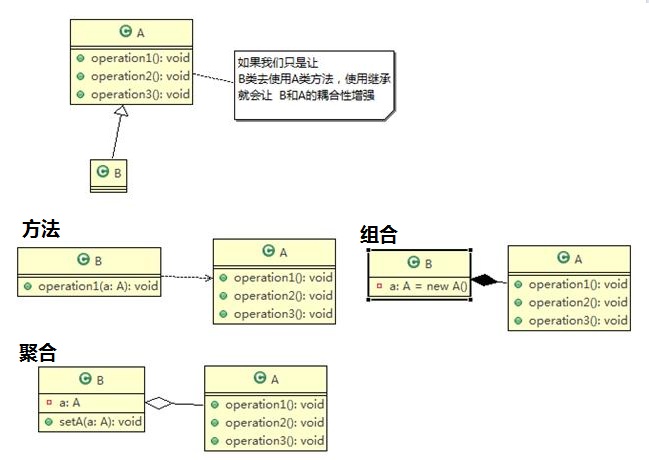 C A
operation1(): void
operation2(): void
operation3(): void
如果我们只是让
B类去使用A类方法，使用继承
就会让 B和A的耦合性增强
C B
方法
C B
operation1(a: A): void
C A
operation1(): void
operation2(): void
operation3(): void
组合
C B
a: A = new A()
C A
operation1(): void
operation2(): void
operation3(): void
聚合
C B
a: A
setA(a: A): void
C A
operation1(): void
operation2(): void
operation3(): void